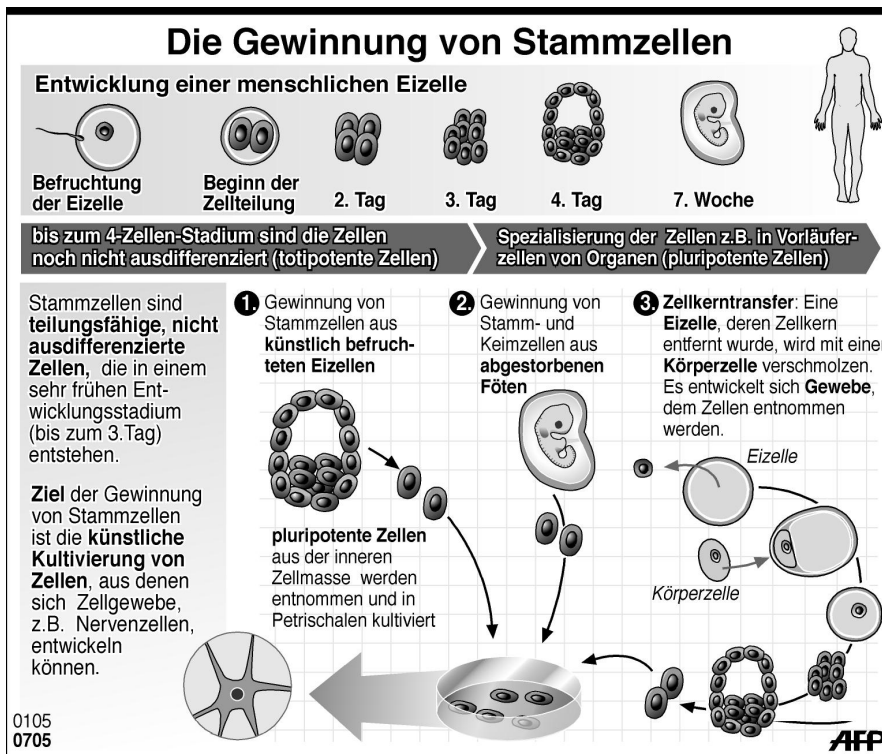 Die Gewinnung von Stammzellen
Entwicklung einer menschlichen Eizelle
Befruchtung
der Eizelle
Beginn der
Zellteilung
2. Tag
3. Tag
4. Tag
7. Woche
bis zum 4-Zellen-Stadium sind die Zellen
noch nicht ausdifferenziert (totipotente Zellen)
Spezialisierung der Zellen z.B. in Vorläufer-
zellen von Organen (pluripotente Zellen)
Stammzellen sind
teilungsfähige, nicht
ausdifferenzierte
Zellen, die in einem
sehr frühen Ent-
wicklungsstadium
(bis zum 3.Tag)
entstehen.
Ziel der Gewinnung
von Stammzellen
ist die künstliche
Kultivierung von
Zellen, aus denen
sich Zellgewebe,
z.B. Nervenzellen,
entwickeln
können.
1. Gewinnung von
Stammzellen aus
künstlich befruch-
teten Eizellen
pluripotente Zellen
aus der inneren
Zellmasse werden
entnommen und in
Petrischalen kultiviert
2. Gewinnung von
Stamm- und
Keimzellen aus
abgestorbenen
Föten
3. Zellkerntransfer: Eine
Eizelle, deren Zellkern
entfernt wurde, wird mit einer
Körperzelle verschmolzen.
Es entwickelt sich Gewebe,
dem Zellen entnommen
werden.
Eizelle
Körperzelle
0105
0705
AFP